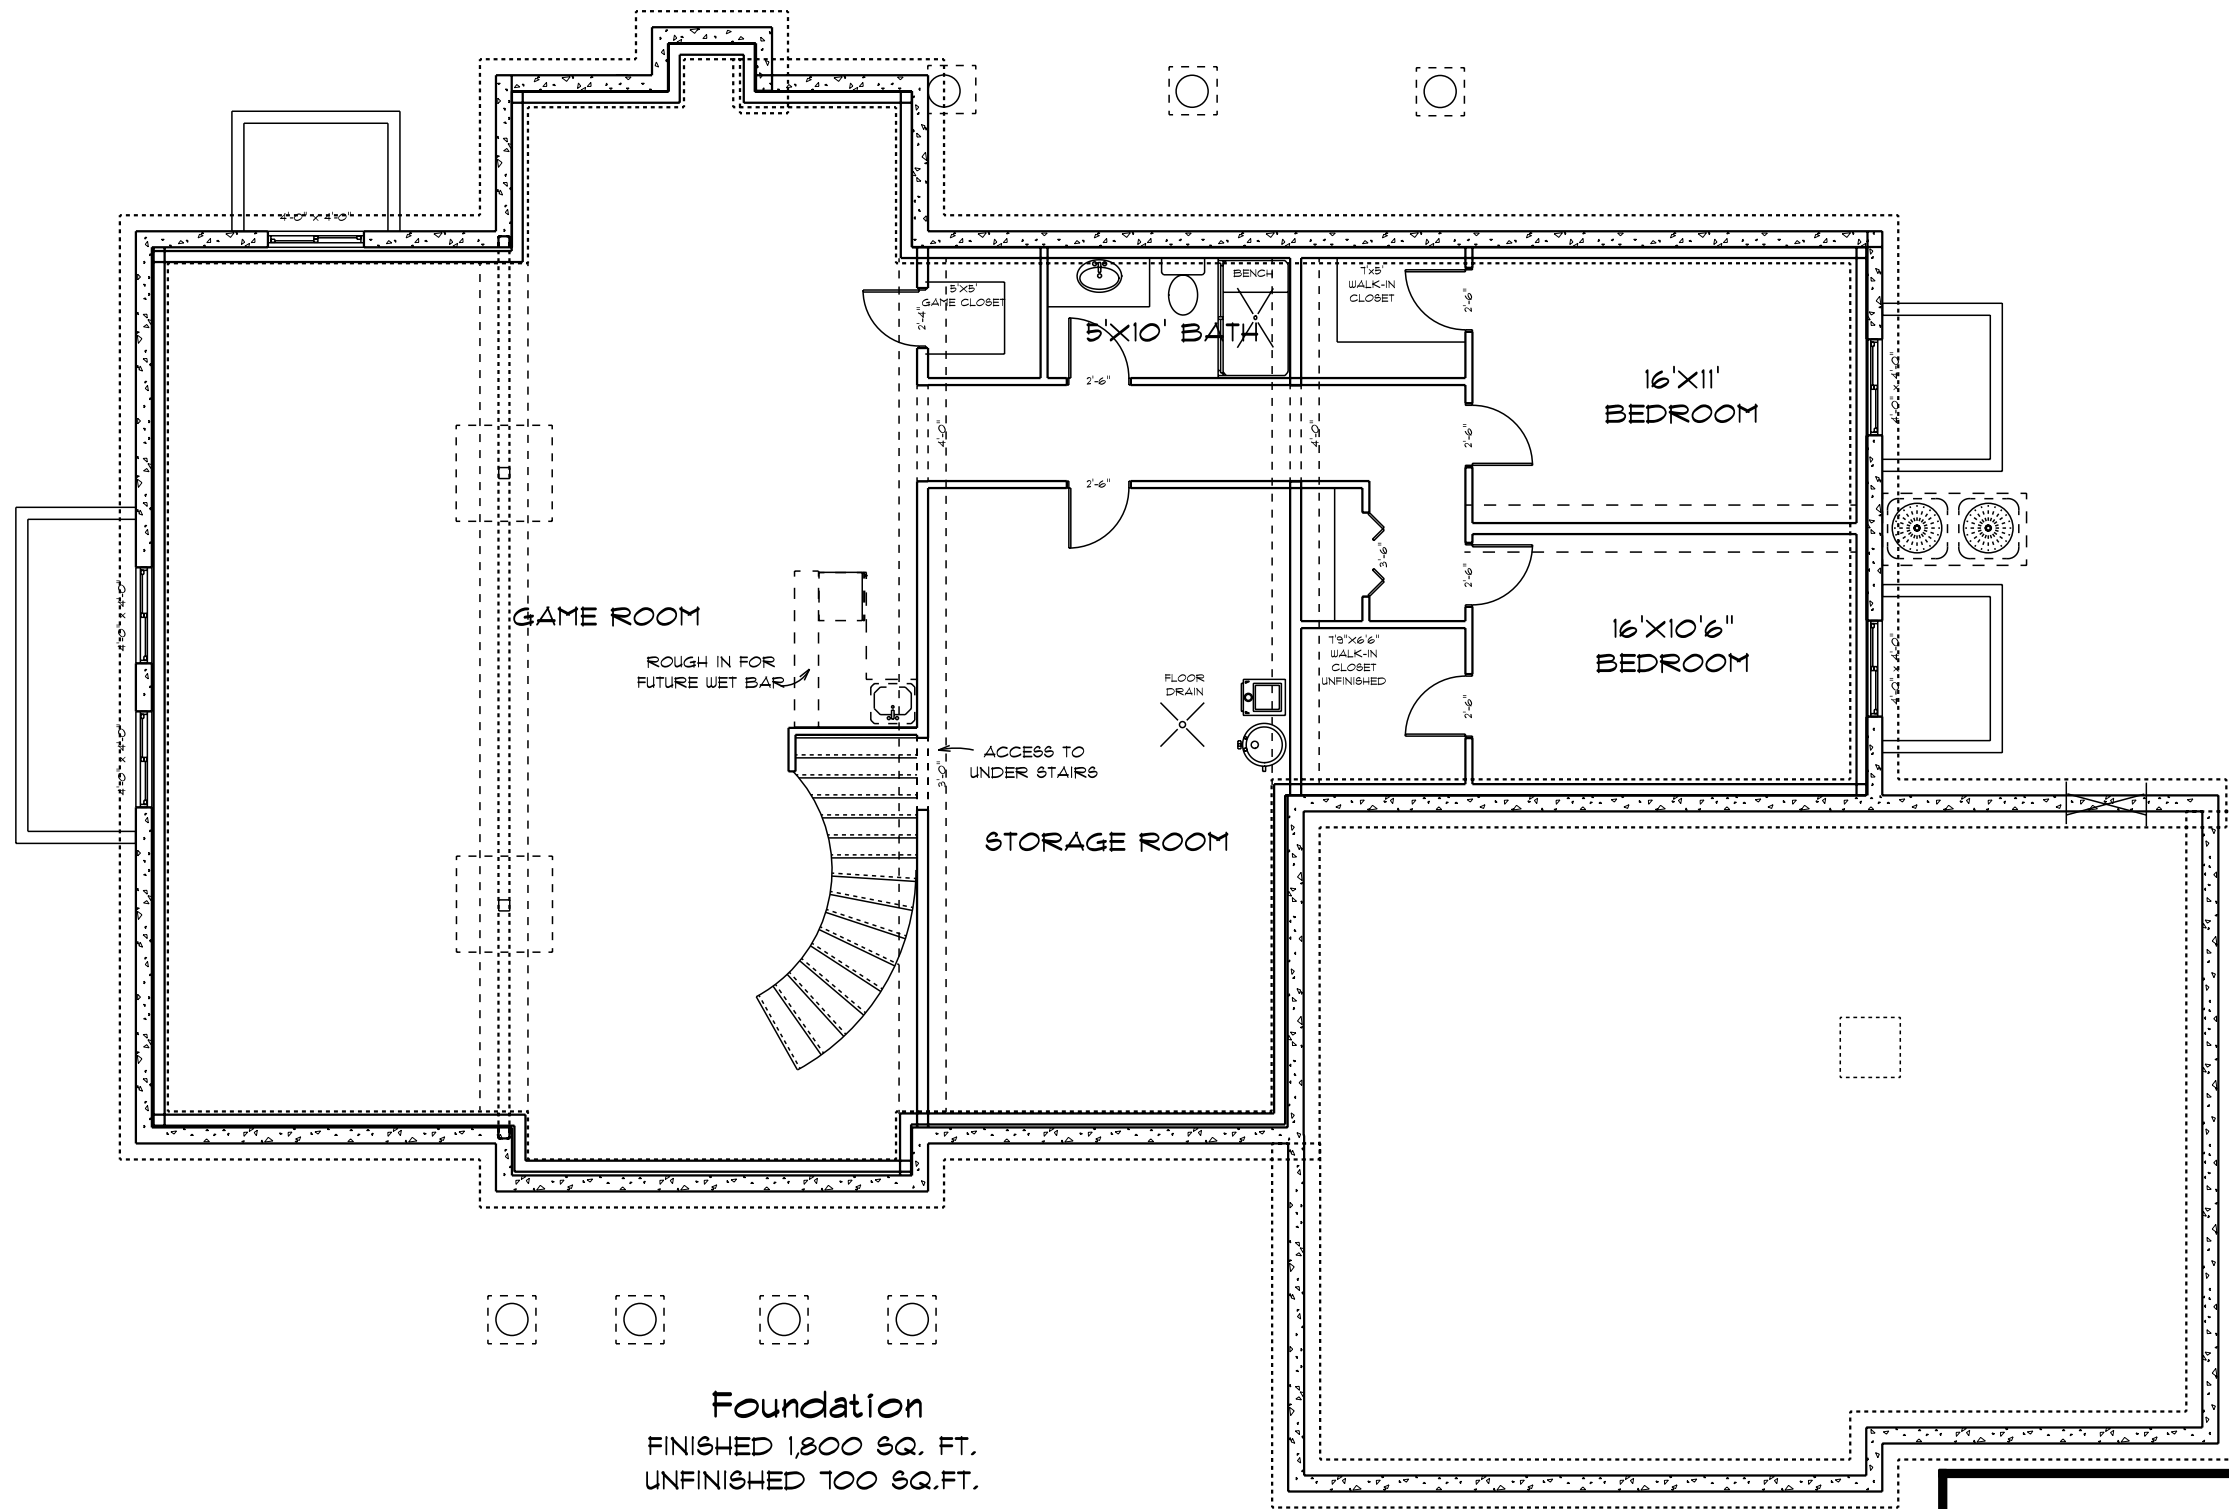 4'-0" x 4'-0"
5'X5'
GAME CLOSET
2'-4"
BENCH
5'X10' BATH
2'-6"
7'x5'
WALK-IN
CLOSET
2'-6"
16'X11'
BEDROOM
4'-0" x 4'-0"
4'-0"
4'-0"
2'-6"
2'-6"
3'-6"
2'-6"
4'-0" x 4'-0"
GAME ROOM
ROUGH IN FOR
FUTURE WET BAR
16'X10'6"
BEDROOM
4'-0" x 4'-0"
7'9"X6'6"
WALK-IN
CLOSET
UNFINISHED
2'-6"
FLOOR
DRAIN
4'-0" x 4'-0"
ACCESS TO
UNDER STAIRS
3'-0"
STORAGE ROOM
Foundation
FINISHED 1,800 SQ. FT.
UNFINISHED 700 SQ.FT.